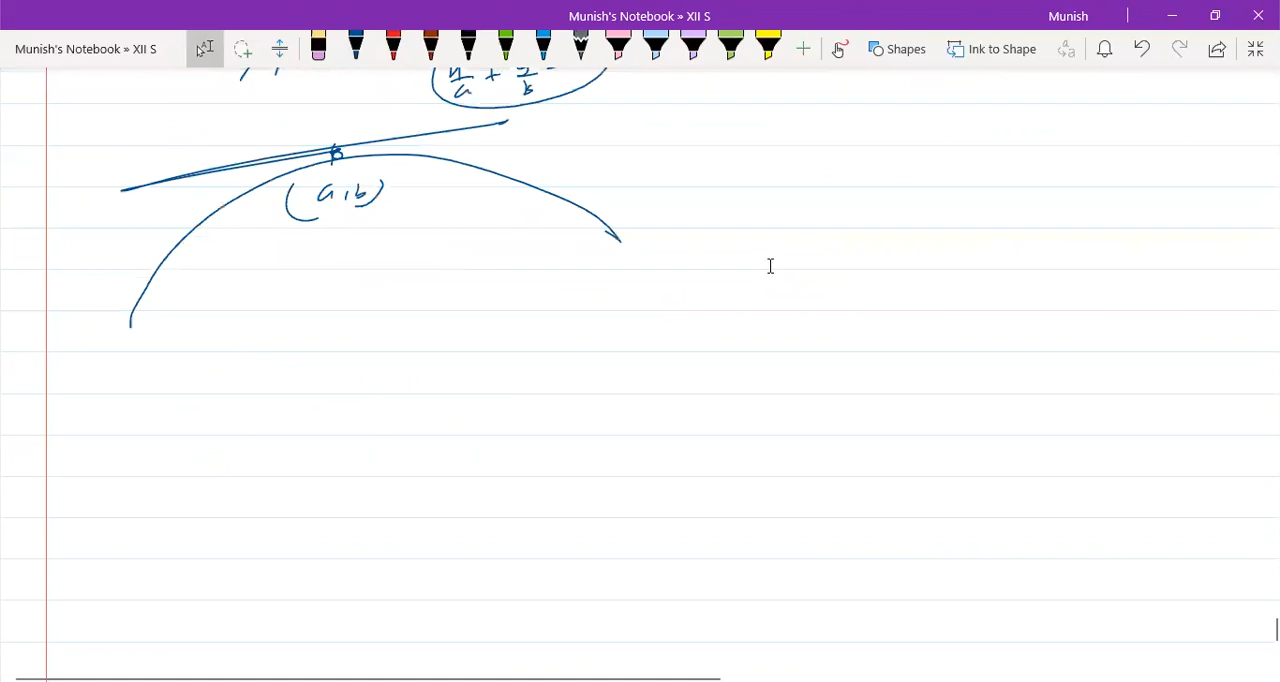 Munish's Notebook » XII S
Munish
Munish's Notebook » XII S
Shapes
Ink to Shape
a + b
(a, b)